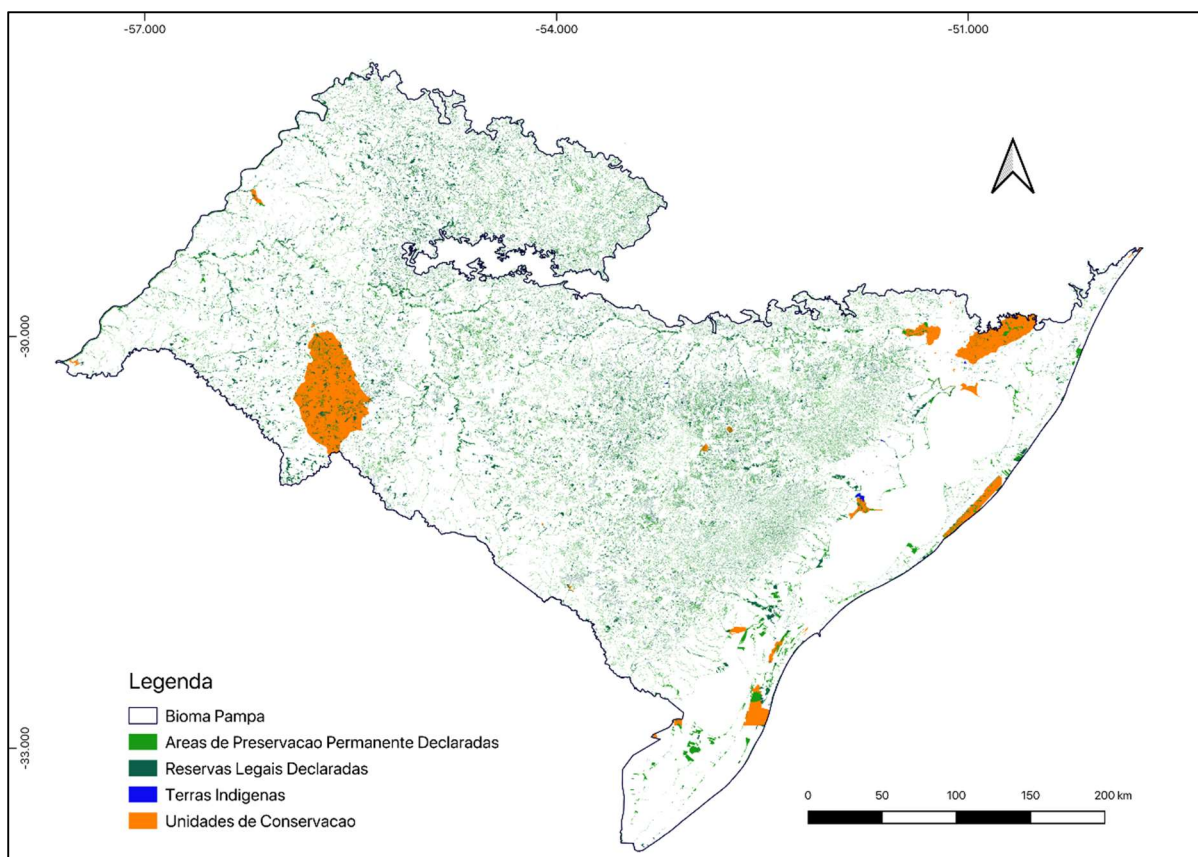 -57.000
-54.000
-51.000
-30.000
-33.000
Legenda
Bioma Pampa
Areas de Preservacao Permanente Declaradas
Reservas Legais Declaradas
Terras Indigenas
Unidades de Conservacao
0 50 100 150 200 km